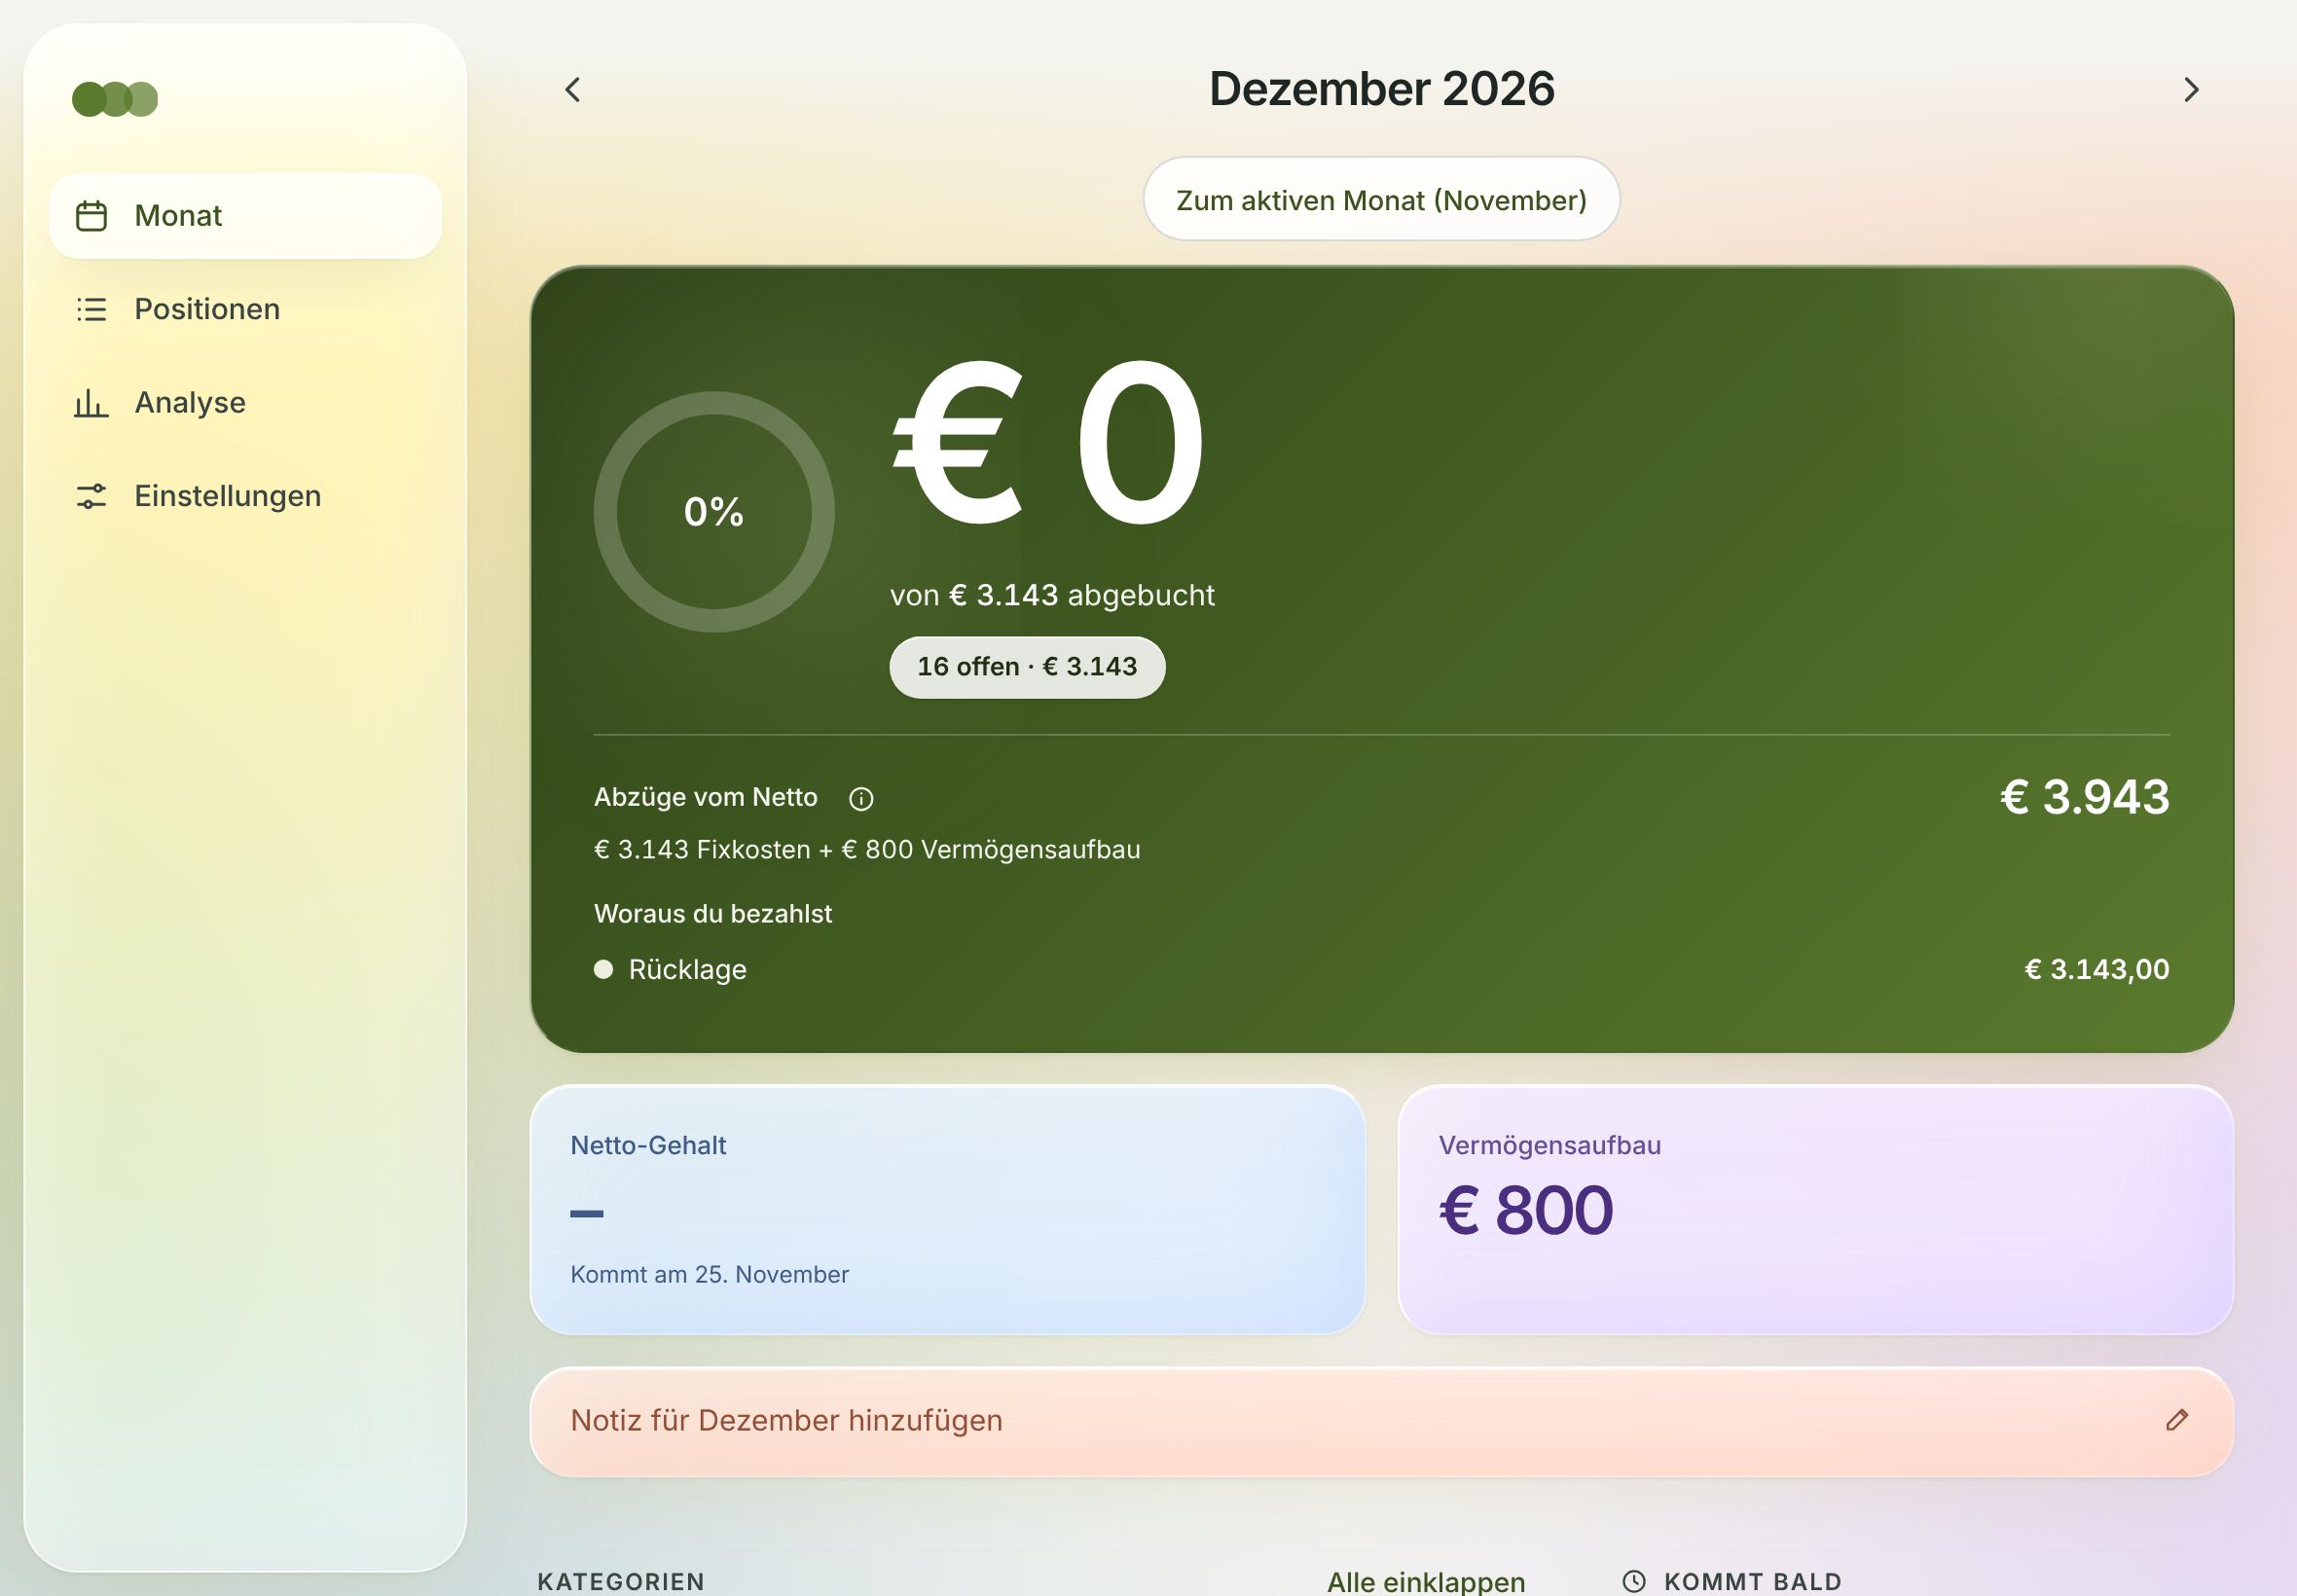 Dezember 2026
Zum aktiven Monat (November)
Monat
Positionen
Analyse
Einstellungen
0%
€ 0
von € 3.143 abgebucht
16 offen · € 3.143
Abzüge vom Netto
€ 3.943
€ 3.143 Fixkosten + € 800 Vermögensaufbau
Woraus du bezahlst
Rücklage
€ 3.143,00
Netto-Gehalt
–
Kommt am 25. November
Vermögensaufbau
€ 800
Notiz für Dezember hinzufügen
KATEGORIEN
Alle einklappen
KOMMT BALD